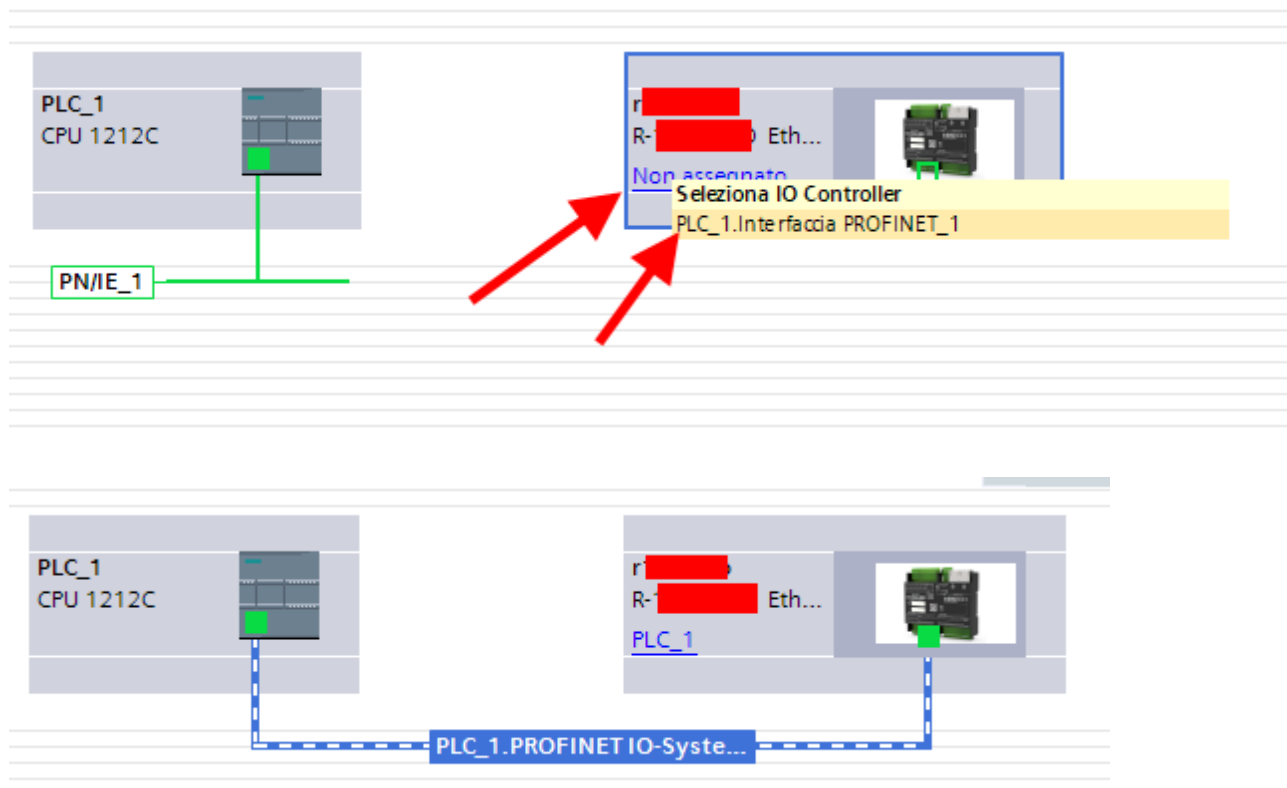 PLC_1
CPU 1212C
r
R-1 Eth...
Non assegnato
Seleziona IO Controller
PLC_1.Interfaccia PROFINET_1
PN/IE_1
PLC_1
CPU 1212C
r
R- Eth...
PLC_1
PLC_1.PROFINET IO-Syste...